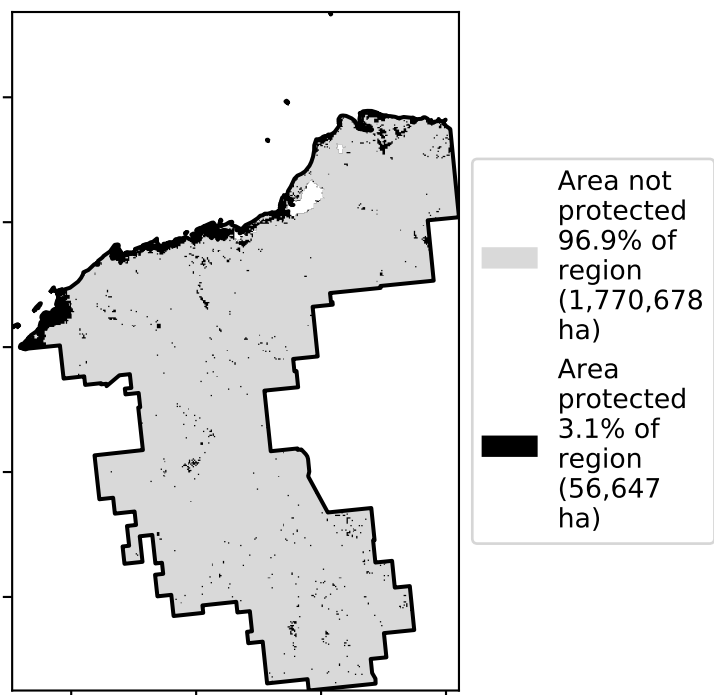 Area not
protected
96.9% of
region
(1,770,678
ha)
Area
protected
3.1% of
region
(56,647
ha)